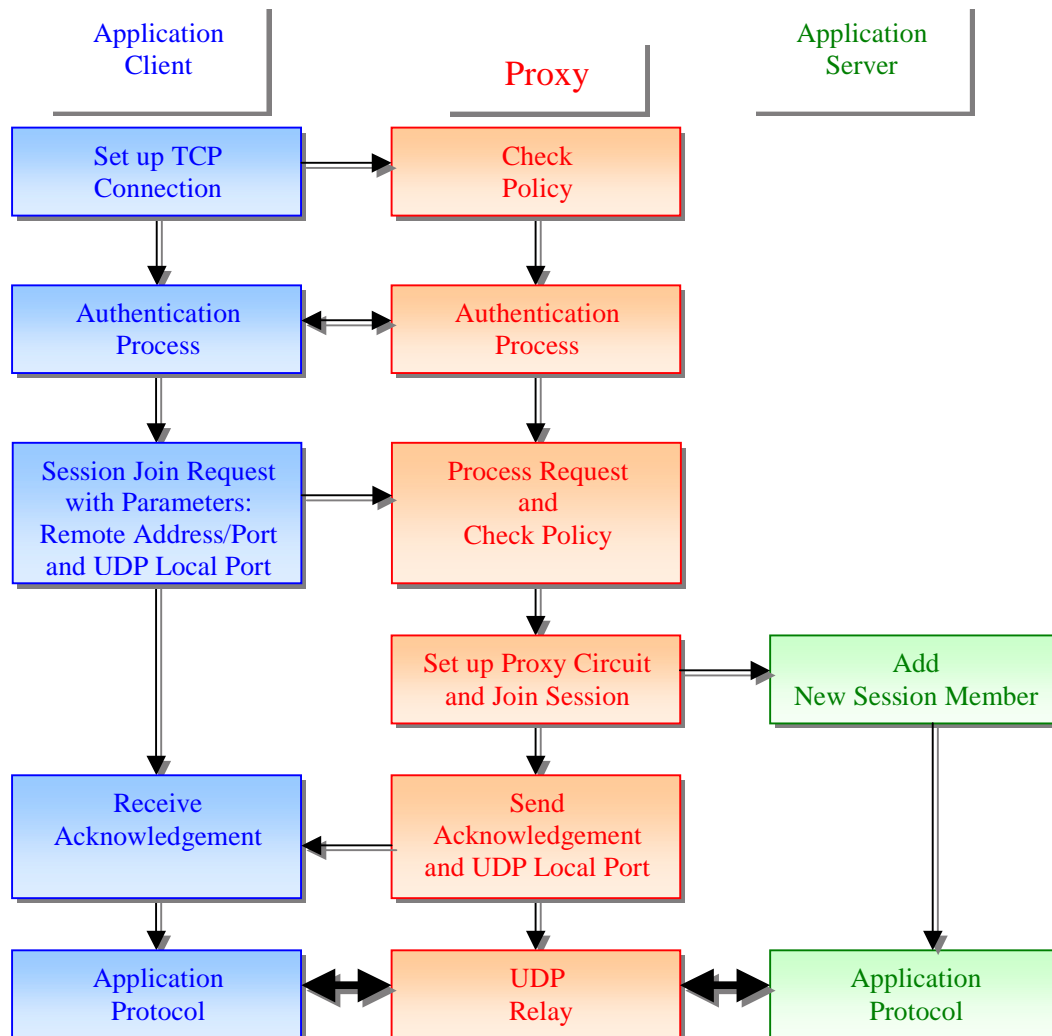 Application
Client
Proxy
Application
Server
Set up TCP
Connection
Check
Policy
Authentication
Process
Authentication
Process
Session Join Request
with Parameters:
Remote Address/Port
and UDP Local Port
Process Request
and
Check Policy
Set up Proxy Circuit
and Join Session
Add
New Session Member
Receive
Acknowledgement
Send
Acknowledgement
and UDP Local Port
Application
Protocol
UDP
Relay
Application
Protocol